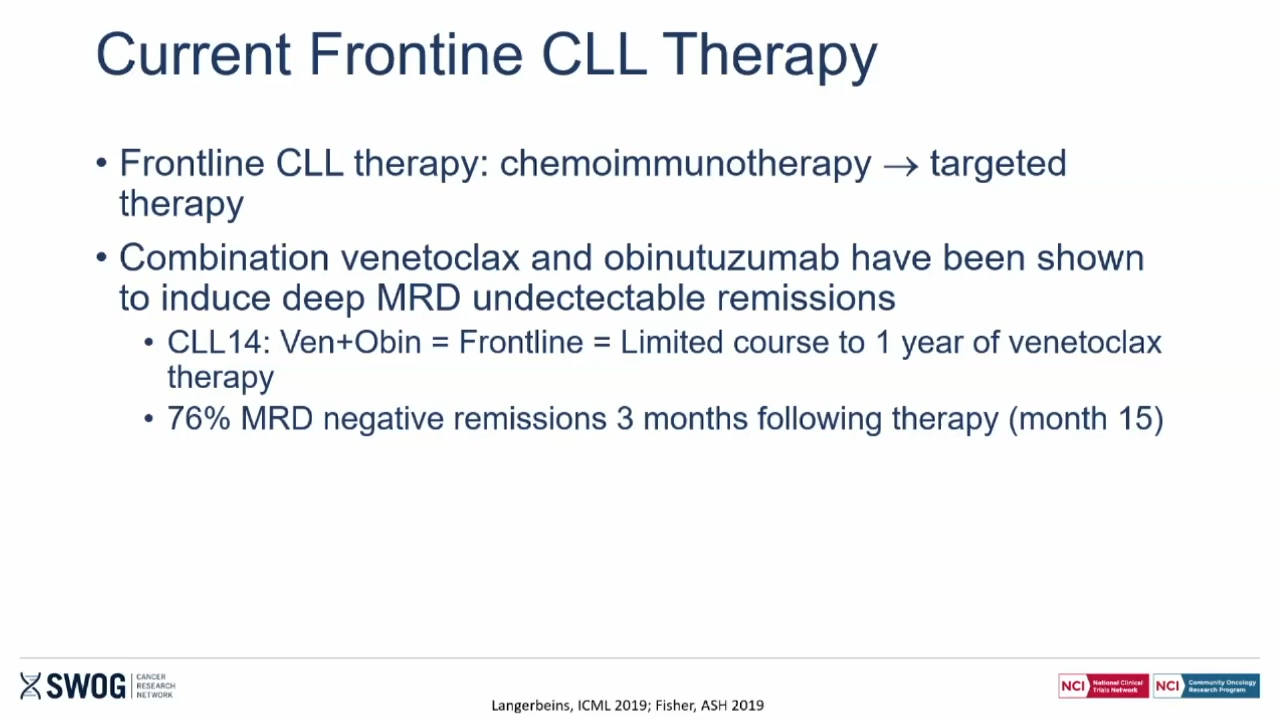 Current Frontine CLL Therapy
• Frontline CLL therapy: chemoimmunotherapy → targeted
therapy
• Combination venetoclax and obinutuzumab have been shown
to induce deep MRD undectectable remissions
• CLL14: Ven+Obin = Frontline = Limited course to 1 year of venetoclax
therapy
• 76% MRD negative remissions 3 months following therapy (month 15)
SWOG
CANCER
RESEARCH
NETWORK
Langerbeins, ICML 2019; Fisher, ASH 2019
NCI
National Clinical
Trials Network
NCI
Community Oncology
Research Program